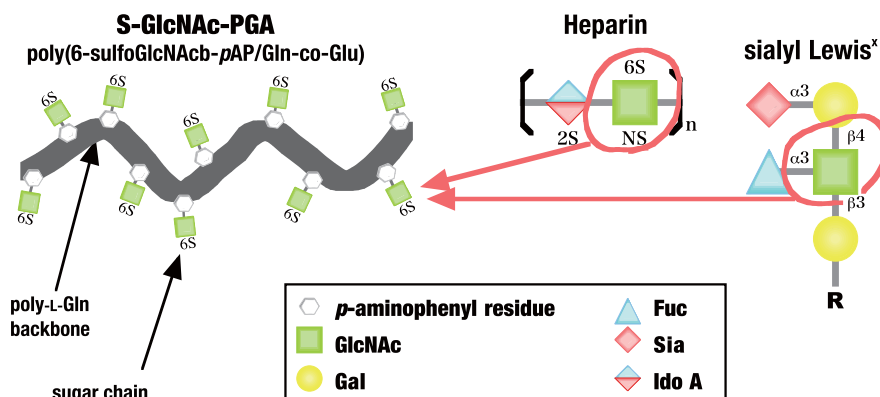 S-GlcNAc-PGA
poly(6-sulfoGlcNAcb-pAP/Gln-co-Glu)
6S
6S
6S
6S
6S
6S
6S
6S
6S
6S
poly-L-Gln
backbone
sugar chain
Heparin
6S
2S
NS
n
sialyl Lewisˣ
α3
β4
α3
β3
R
p-aminophenyl residue
GlcNAc
Gal
Fuc
Sia
Ido A